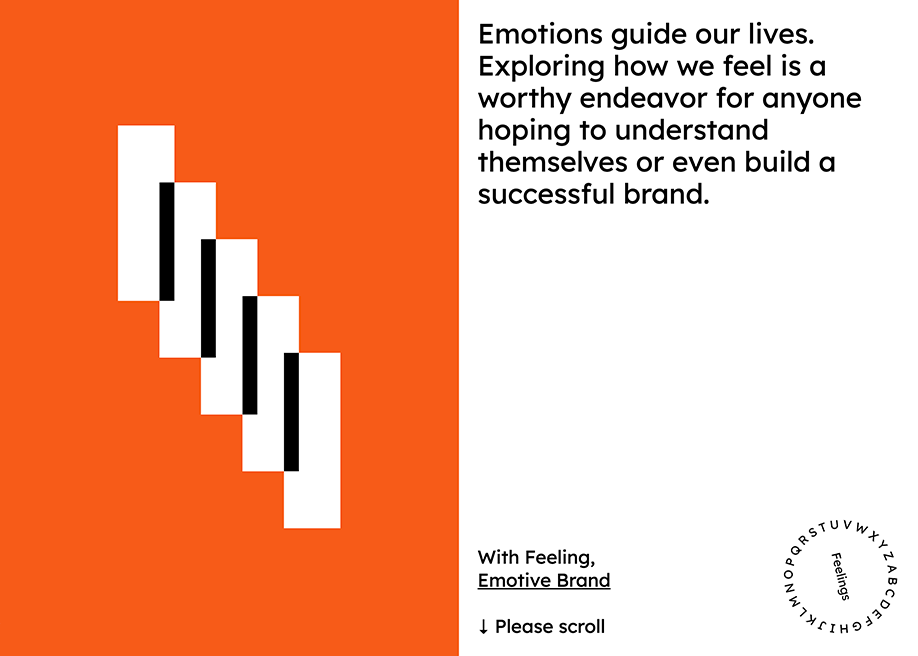 Emotions guide our lives.
Exploring how we feel is a
worthy endeavor for anyone
hoping to understand
themselves or even build a
successful brand.
With Feeling,
Emotive Brand
↓ Please scroll
A B C D E F G H I J K L M N O P Q R S T U V W X Y Z
Feelings